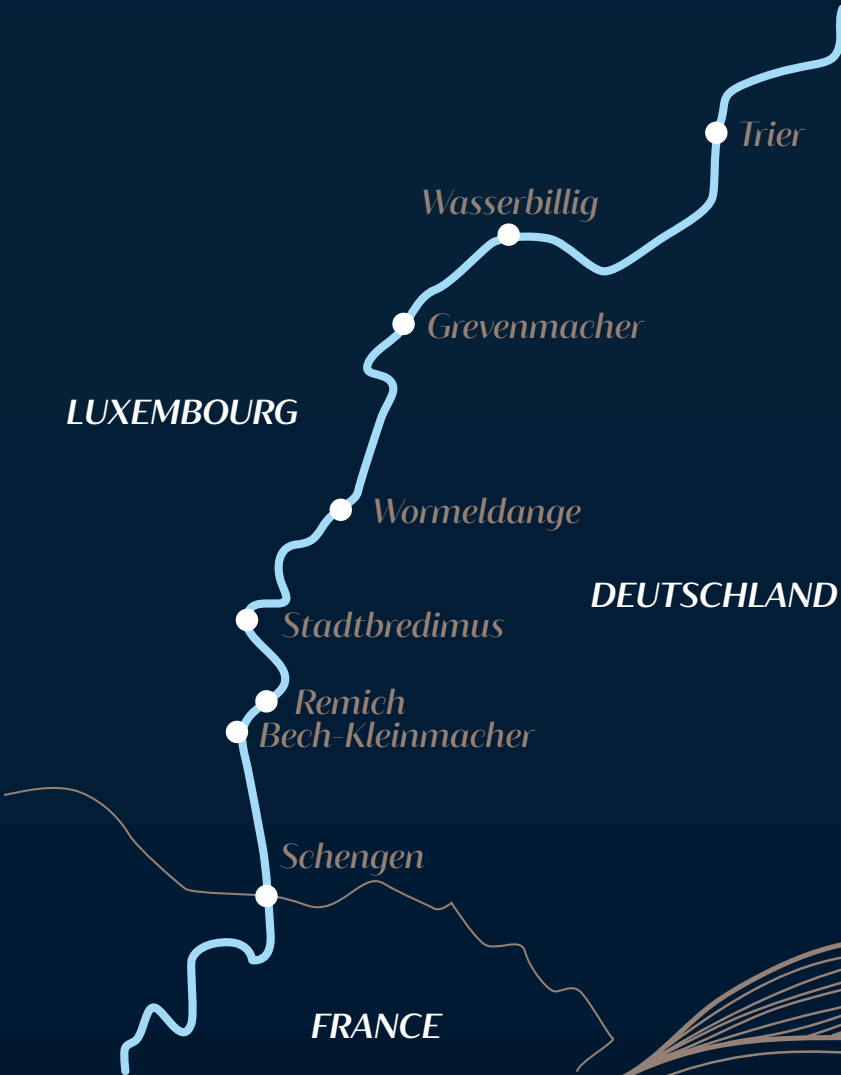 Trier
Wasserbillig
Grevenmacher
LUXEMBOURG
Wormeldange
DEUTSCHLAND
Stadtbredimus
Remich
Bech-Kleinmacher
Schengen
FRANCE